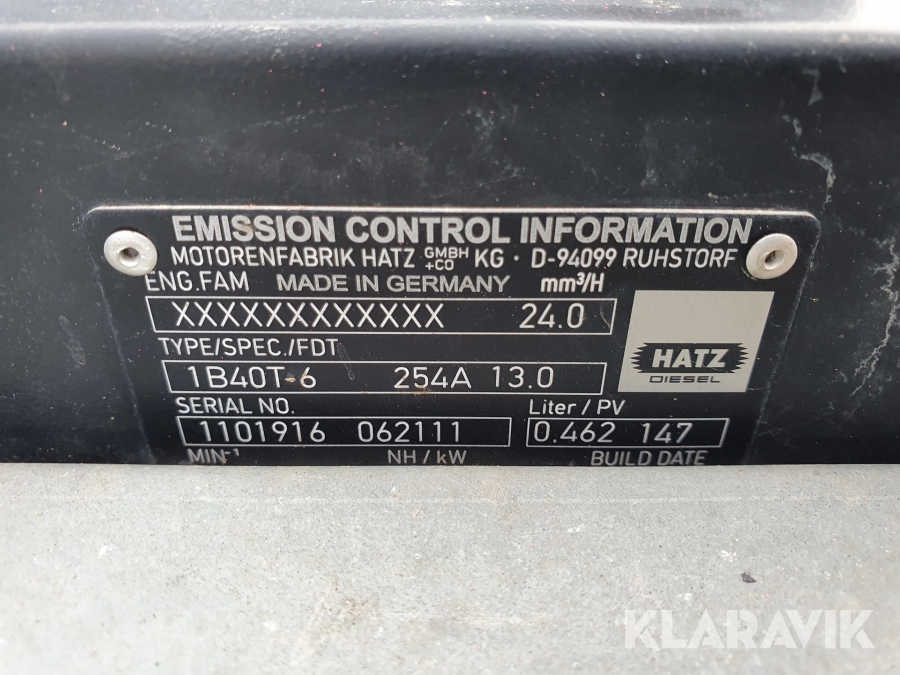 EMISSION CONTROL INFORMATION
MOTORENFABRIK HATZ GMBH +CO KG · D-94099 RUHSTORF
ENG.FAM MADE IN GERMANY mm³/H
XXXXXXXXXXXX 24.0
HATZ
DIESEL
TYPE/SPEC./FDT
1B40T-6 254A 13.0
SERIAL NO. Liter / PV
1101916 062111 0.462 147
MIN-¹ NH / kW BUILD DATE
KLARAVIK